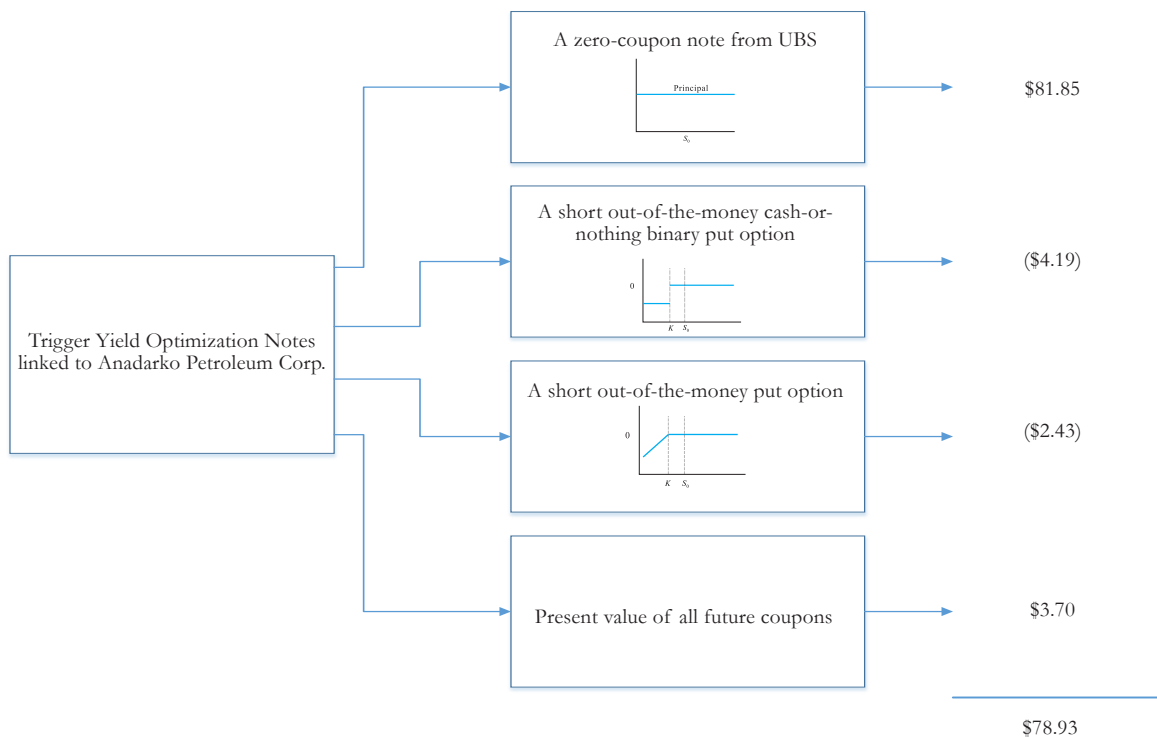 A zero-coupon note from UBS
Principal
S0
$81.85
A short out-of-the-money cash-or-
nothing binary put option
0
K
S0
($4.19)
Trigger Yield Optimization Notes
linked to Anadarko Petroleum Corp.
A short out-of-the-money put option
0
K
S0
($2.43)
Present value of all future coupons
$3.70
$78.93